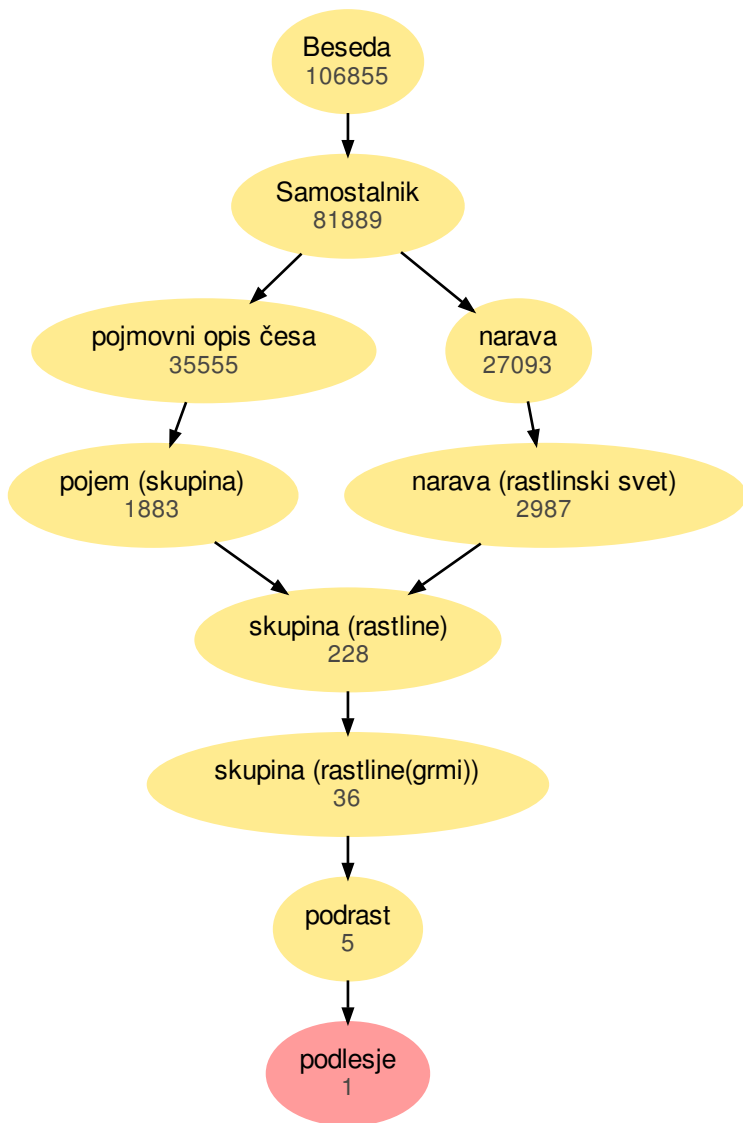 Beseda
106855
Samostalnik
81889
pojmovni opis česa
35555
narava
27093
pojem (skupina)
1883
narava (rastlinski svet)
2987
skupina (rastline)
228
skupina (rastline(grmi))
36
podrast
5
podlesje
1